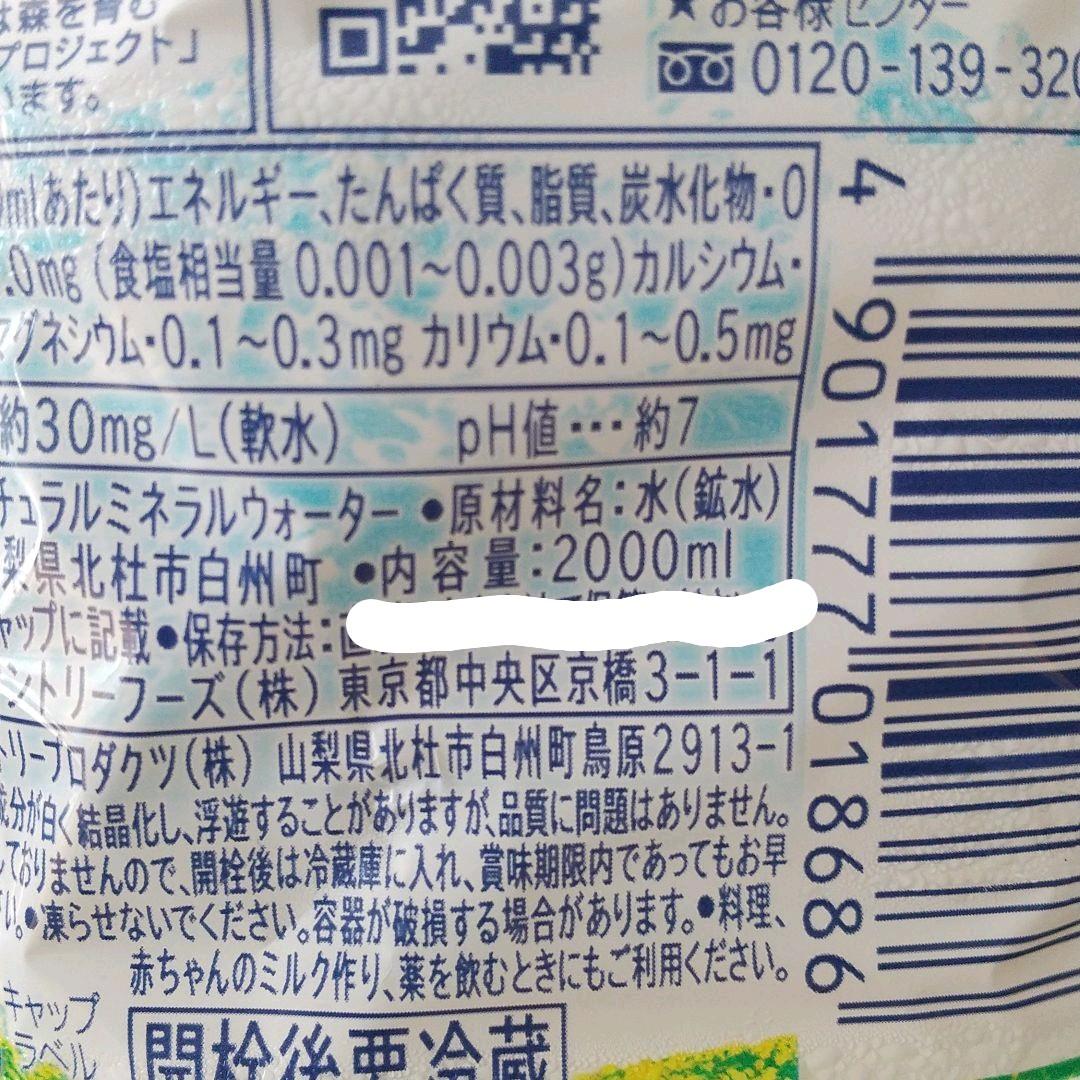 は森を育む
プロジェクト」
います。
★お客様センター
0120-139-320
mlあたり)エネルギー、たんぱく質、脂質、炭水化物・0
.0mg(食塩相当量 0.001~0.003g)カルシウム・
マグネシウム・0.1~0.3mg カリウム・0.1~0.5mg
約30mg/L(軟水) pH値…約7
チュラルミネラルウォーター ●原材料名:水(鉱水)
梨県北杜市白州町 ●内容量:2000ml
ャップに記載●保存方法:
ントリーフーズ(株) 東京都中央区京橋3-1-1
トリープロダクツ(株) 山梨県北杜市白州町鳥原2913-1
成分が白く結晶化し、浮遊することがありますが、品質に問題はありません。
ておりませんので、開栓後は冷蔵庫に入れ、賞味期限内であってもお早
い。●凍らせないでください。容器が破損する場合があります。●料理、
赤ちゃんのミルク作り、薬を飲むときにもご利用ください。
キャップ
ラベル
開栓後要冷蔵
4 901777 018686